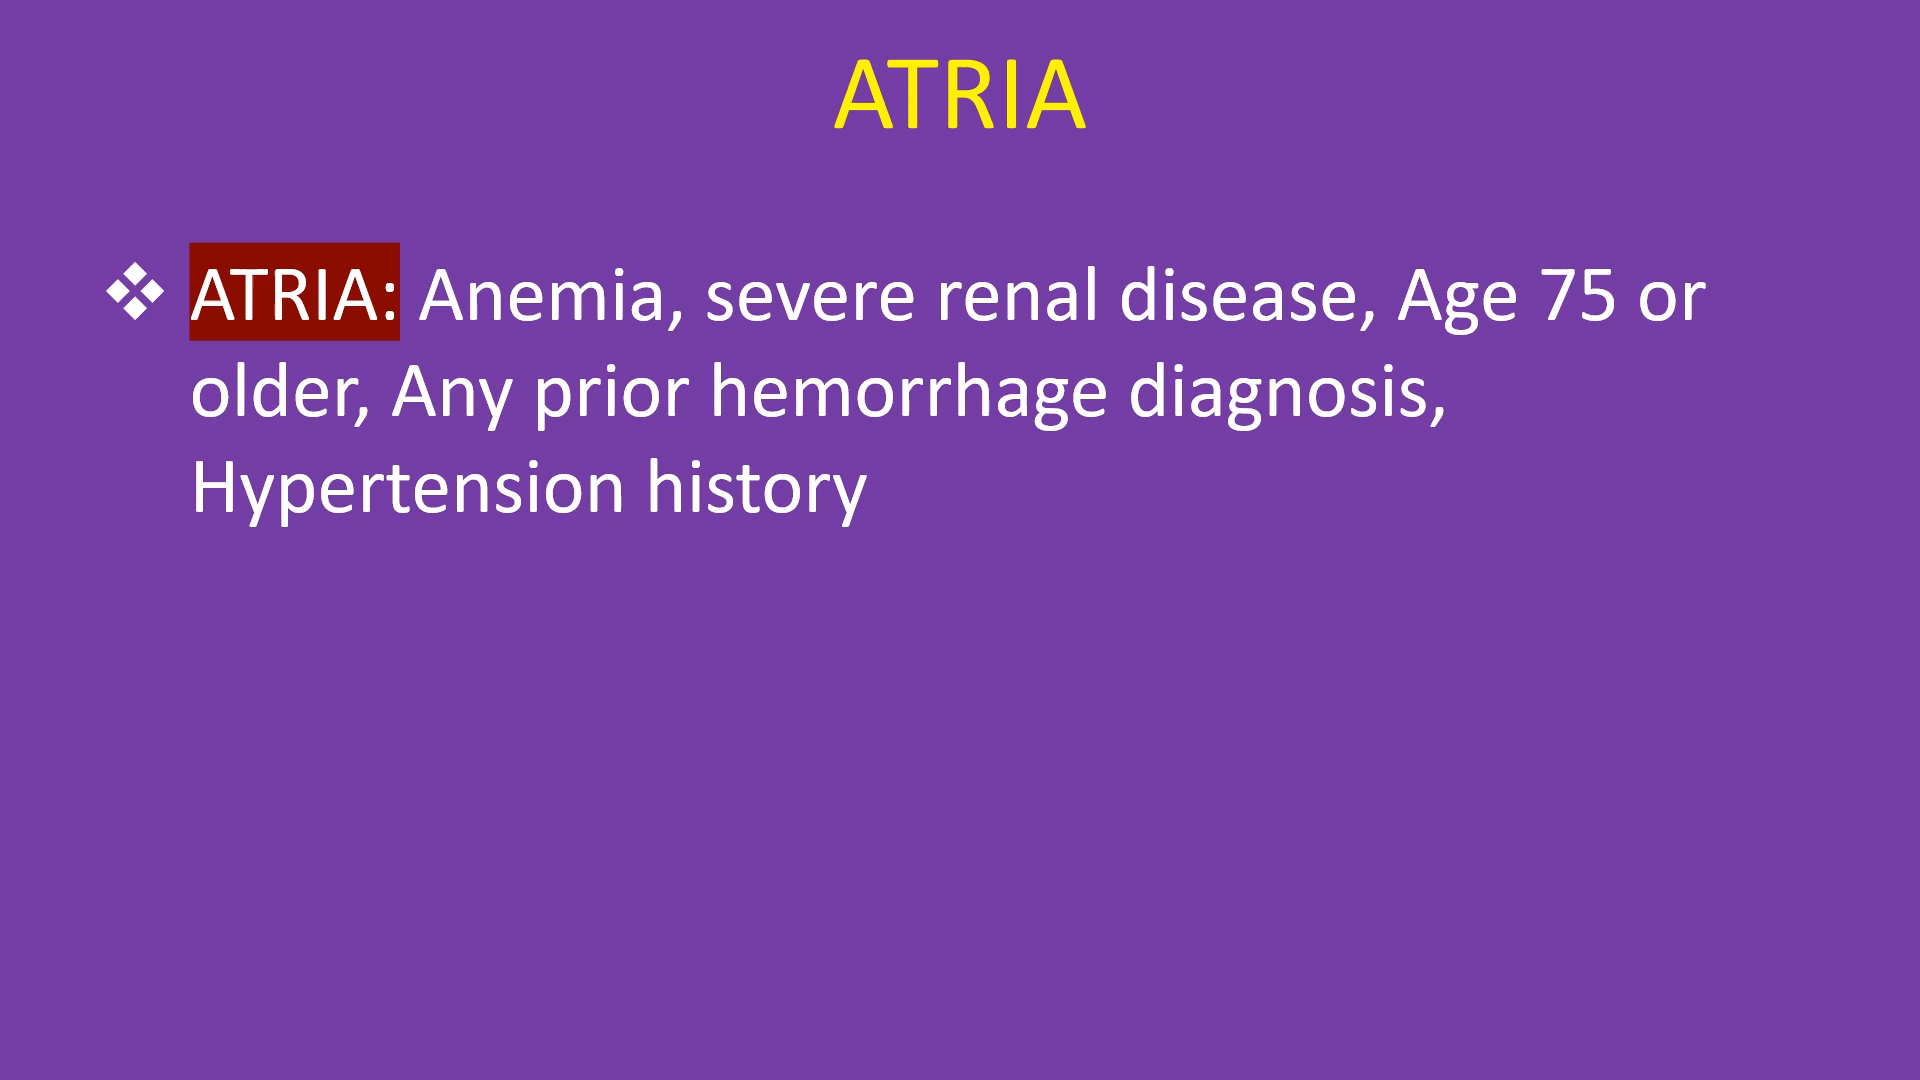 ATRIA
❖ ATRIA: Anemia, severe renal disease, Age 75 or
older, Any prior hemorrhage diagnosis,
Hypertension history